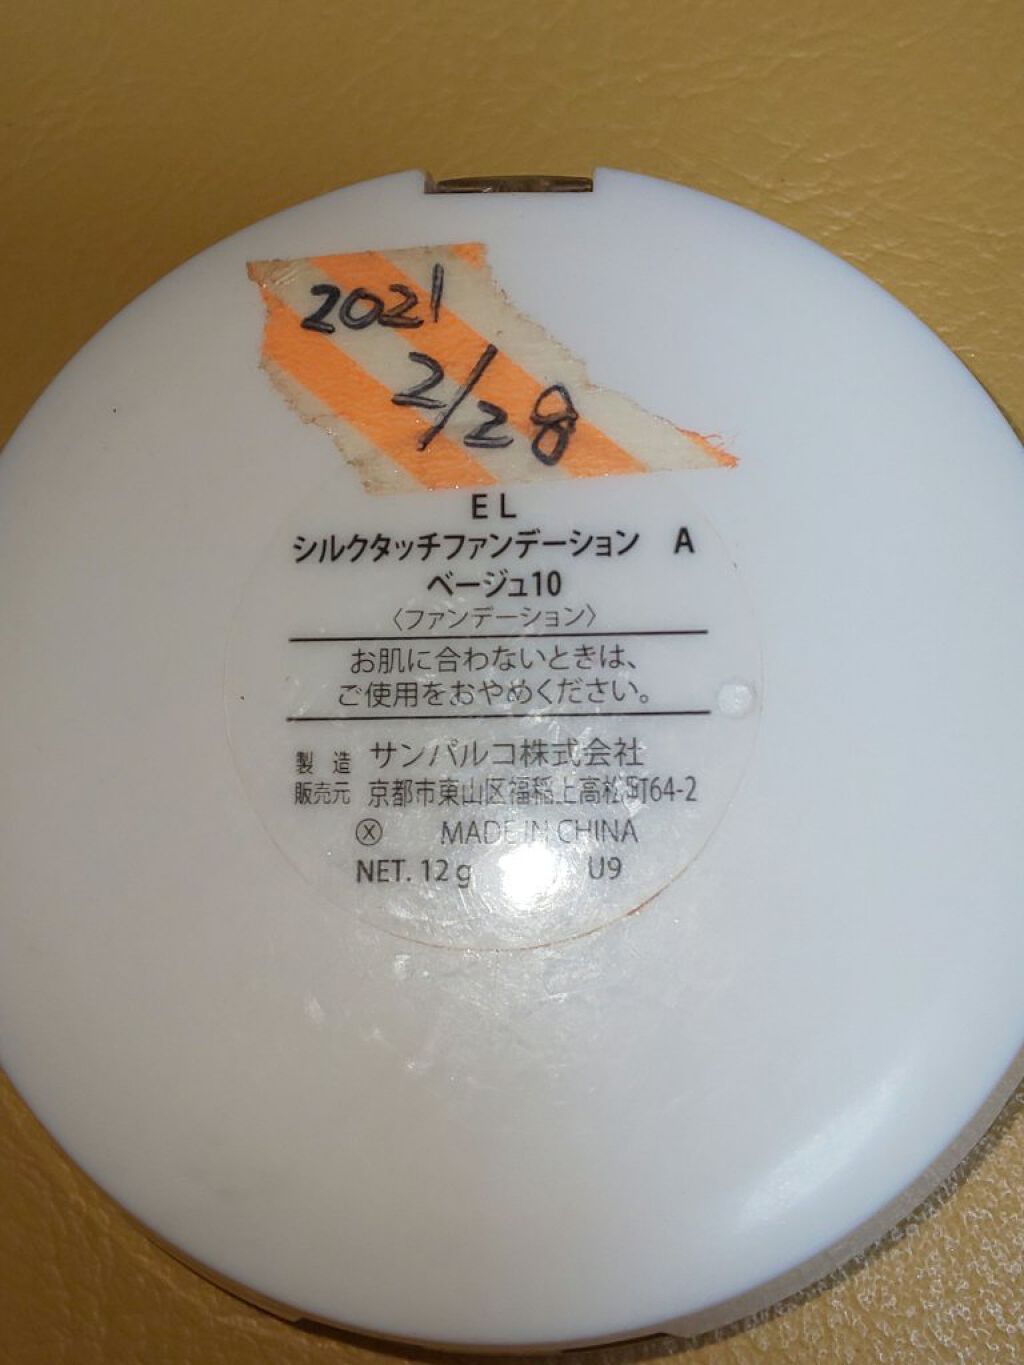 2021
2/28
EL
シルクタッチファンデーション A
ベージュ10
〈ファンデーション〉
お肌に合わないときは、
ご使用をおやめください。
製造 サンパルコ株式会社
販売元 京都市東山区福稲上高松町64-2
Ⓧ MADE IN CHINA
NET. 12g U9